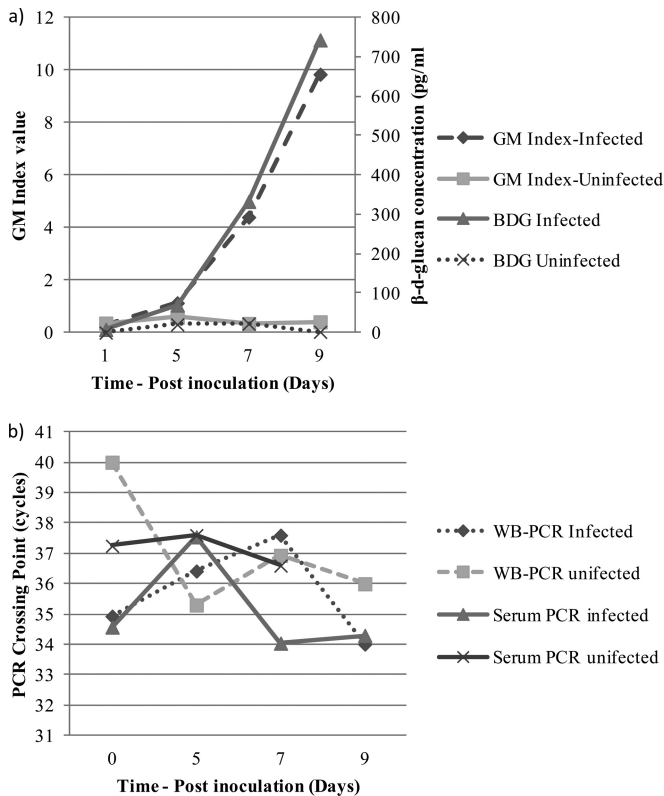 a)
12
10
8
6
4
2
0
GM Index value
800
700
600
500
400
300
200
100
0
β-d-glucan concentration (pg/ml
1 5 7 9
Time - Post inoculation (Days)
GM Index-Infected
GM Index-Uninfected
BDG Infected
BDG Uninfected
b)
41
40
39
38
37
36
35
34
33
32
31
PCR Crossing Point (cycles)
0 5 7 9
Time - Post inoculation (Days)
WB-PCR Infected
WB-PCR unifected
Serum PCR infected
Serum PCR unifected